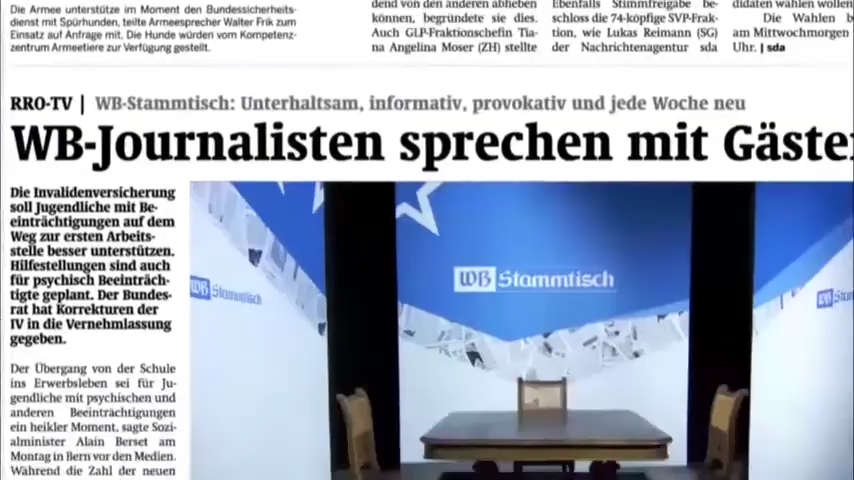 Die Armee unterstütze im Moment den Bundessicherheits-
dienst mit Spürhunden, teilte Armeesprecher Walter Frik zum
Einsatz auf Anfrage mit. Die Hunde würden vom Kompetenz-
zentrum Armeetiere zur Verfügung gestellt.
dend von den anderen abheben
können, begründete sie dies.
Auch GLP-Fraktionschefin Tia-
na Angelina Moser (ZH) stellte
Ebenfalls Stimmfreigabe be-
schloss die 74-köpfige SVP-Frak-
tion, wie Lukas Reimann (SG)
der Nachrichtenagentur sda
didaten wählen wollen
Die Wahlen b
am Mittwochmorgen
Uhr. | sda
RRO-TV | WB-Stammtisch: Unterhaltsam, informativ, provokativ und jede Woche neu
WB-Journalisten sprechen mit Gäste
Die Invalidenversicherung
soll Jugendliche mit Be-
einträchtigungen auf dem
Weg zur ersten Arbeits-
stelle besser unterstützen.
Hilfestellungen sind auch
für psychisch Beeinträch-
tigte geplant. Der Bundes-
rat hat Korrekturen der
IV in die Vernehmlassung
gegeben.
Der Übergang von der Schule
ins Erwerbsleben sei für Ju-
gendliche mit psychischen und
anderen Beeinträchtigungen
ein heikler Moment, sagte Sozi-
alminister Alain Berset am
Montag in Bern vor den Medien.
Während die Zahl der neuen
WB Stammtisch
WB Stammtisch
WB Sta